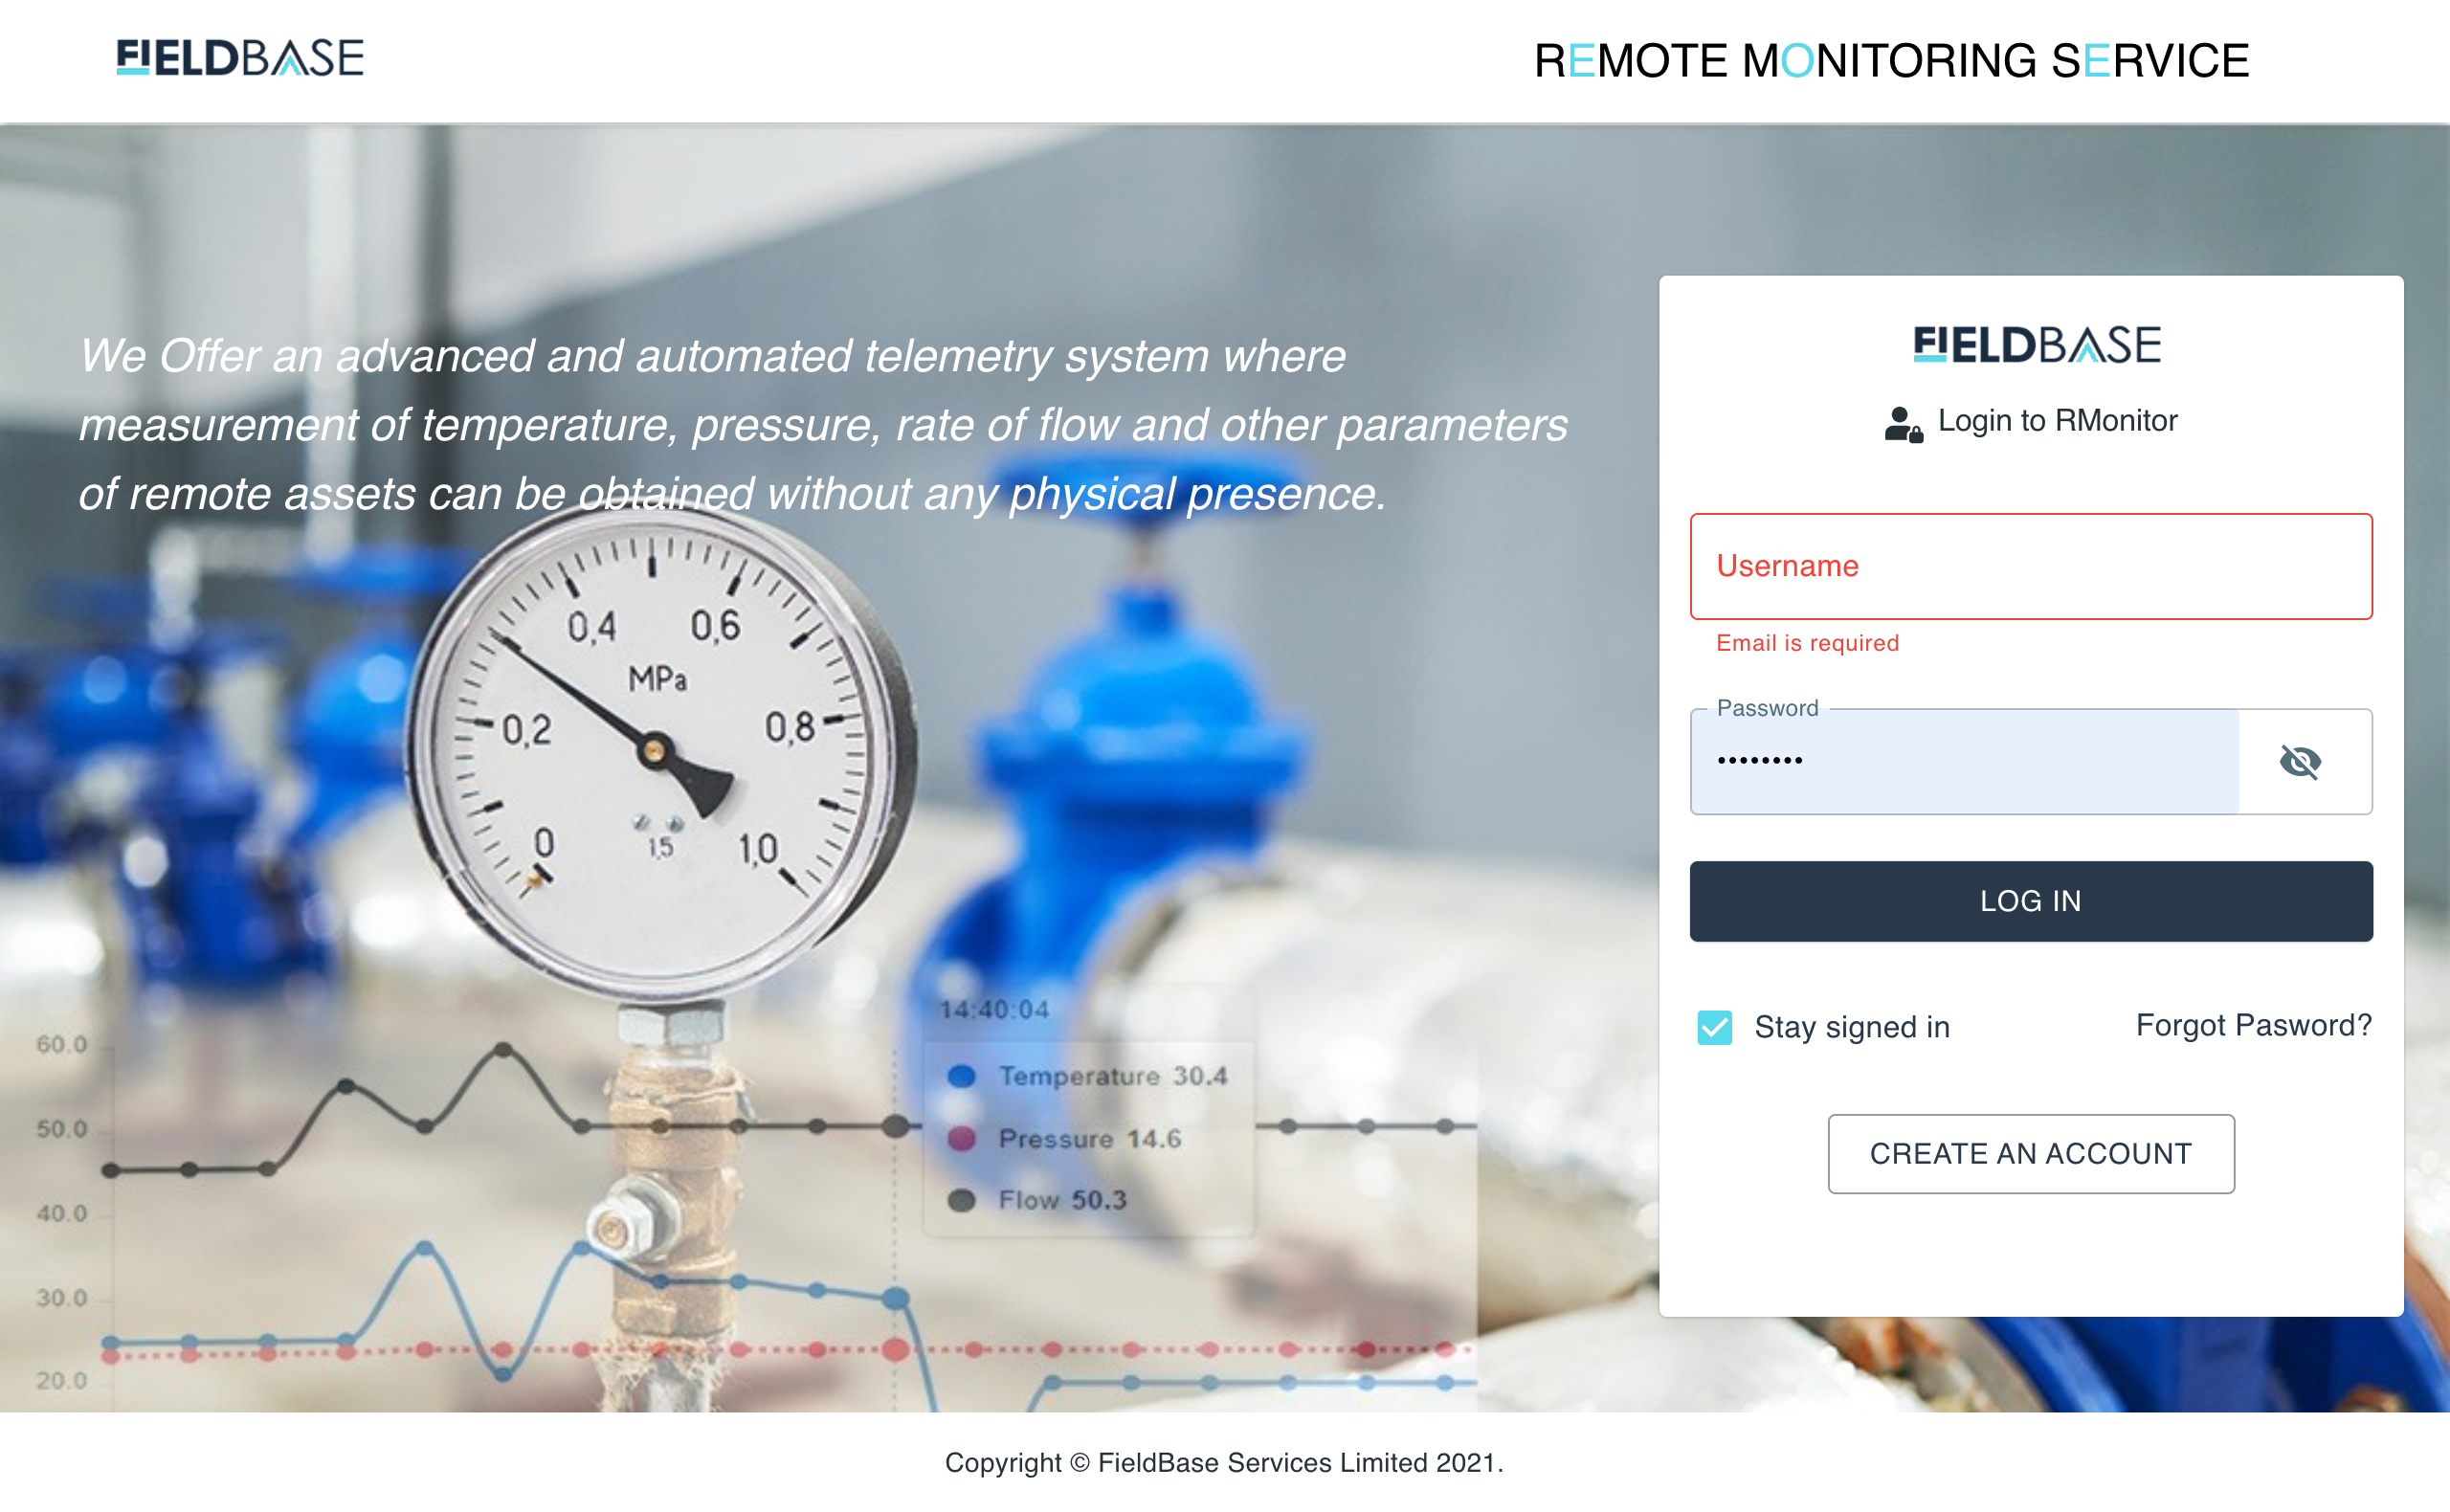 FIELDBASE
REMOTE MONITORING SERVICE
We Offer an advanced and automated telemetry system where
measurement of temperature, pressure, rate of flow and other parameters
of remote assets can be obtained without any physical presence.
0,4 0,6
MPa
0,2 0,8
0 1,0
1,5
14:40:04
Temperature 30.4
Pressure 14.6
Flow 50.3
60.0
50.0
40.0
30.0
20.0
FIELDBASE
Login to RMonitor
Username
Email is required
Password
••••••••
LOG IN
Stay signed in
Forgot Pasword?
CREATE AN ACCOUNT
Copyright © FieldBase Services Limited 2021.